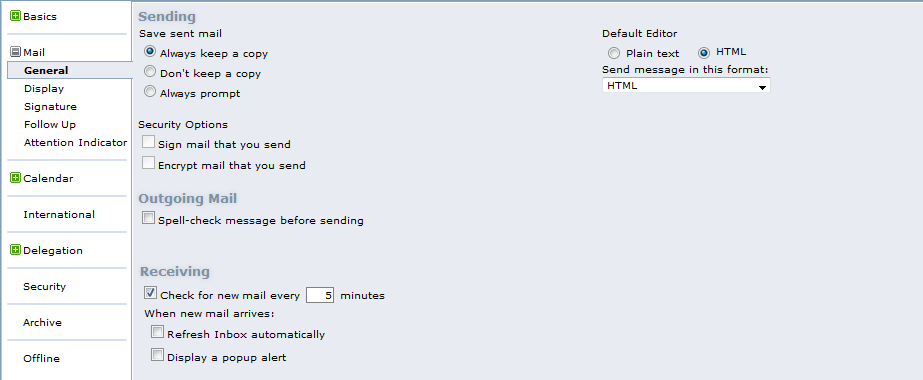 Basics
Mail
General
Display
Signature
Follow Up
Attention Indicator
Calendar
International
Delegation
Security
Archive
Offline
Sending
Save sent mail
Always keep a copy
Don't keep a copy
Always prompt
Default Editor
Plain text HTML
Send message in this format:
HTML
Security Options
Sign mail that you send
Encrypt mail that you send
Outgoing Mail
Spell-check message before sending
Receiving
Check for new mail every 5 minutes
When new mail arrives:
Refresh Inbox automatically
Display a popup alert